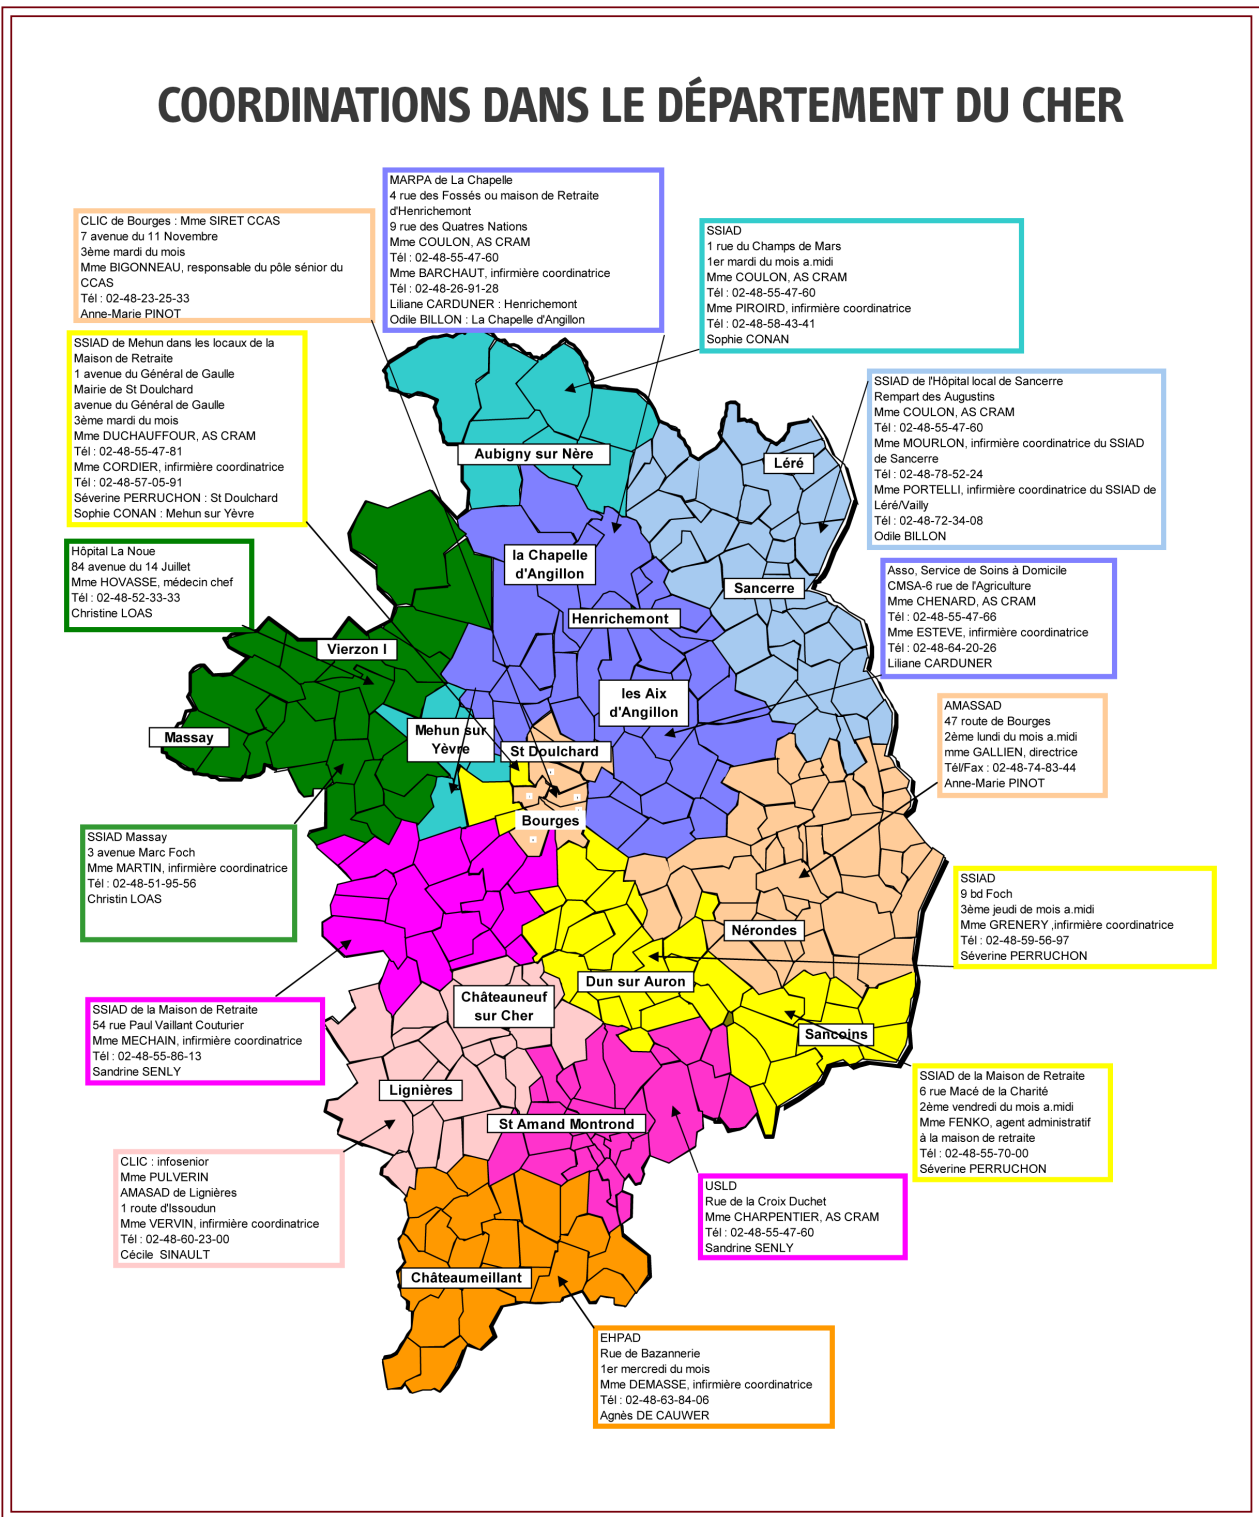 COORDINATIONS DANS LE DÉPARTEMENT DU CHER
MARPA de La Chapelle
4 rue des Fossés ou maison de Retraite
d'Henrichemont
9 rue des Quatres Nations
Mme COULON, AS CRAM
Tél : 02-48-55-47-60
Mme BARCHAUT, infirmière coordinatrice
Tél : 02-48-26-91-28
Liliane CARDUNER : Henrichemont
Odile BILLON : La Chapelle d'Angillon
CLIC de Bourges : Mme SIRET CCAS
7 avenue du 11 Novembre
3ème mardi du mois
Mme BIGONNEAU, responsable du pôle sénior du
CCAS
Tél : 02-48-23-25-33
Anne-Marie PINOT
SSIAD
1 rue du Champs de Mars
1er mardi du mois a.midi
Mme COULON, AS CRAM
Tél : 02-48-55-47-60
Mme PIROIRD, infirmière coordinatrice
Tél : 02-48-58-43-41
Sophie CONAN
SSIAD de Mehun dans les locaux de la
Maison de Retraite
1 avenue du Général de Gaulle
Mairie de St Doulchard
avenue du Général de Gaulle
3ème mardi du mois
Mme DUCHAUFFOUR, AS CRAM
Tél : 02-48-55-47-81
Mme CORDIER, infirmière coordinatrice
Tél : 02-48-57-05-91
Séverine PERRUCHON : St Doulchard
Sophie CONAN : Mehun sur Yèvre
SSIAD de l'Hôpital local de Sancerre
Rempart des Augustins
Mme COULON, AS CRAM
Tél : 02-48-55-47-60
Mme MOURLON, infirmière coordinatrice du SSIAD
de Sancerre
Tél : 02-48-78-52-24
Mme PORTELLI, infirmière coordinatrice du SSIAD de
Léré/Vailly
Tél : 02-48-72-34-08
Odile BILLON
Aubigny sur Nère
Léré
Hôpital La Noue
84 avenue du 14 Juillet
Mme HOVASSE, médecin chef
Tél : 02-48-52-33-33
Christine LOAS
la Chapelle
d'Angillon
Sancerre
Asso, Service de Soins à Domicile
CMSA-6 rue de l'Agriculture
Mme CHENARD, AS CRAM
Tél : 02-48-55-47-66
Mme ESTEVE, infirmière coordinatrice
Tél : 02-48-64-20-26
Liliane CARDUNER
Henrichemont
Vierzon I
les Aix
d'Angillon
Massay
Mehun sur
Yèvre
St Doulchard
AMASSAD
47 route de Bourges
2ème lundi du mois a.midi
mme GALLIEN, directrice
Tél/Fax : 02-48-74-83-44
Anne-Marie PINOT
Bourges
SSIAD Massay
3 avenue Marc Foch
Mme MARTIN, infirmière coordinatrice
Tél : 02-48-51-95-56
Christin LOAS
SSIAD
9 bd Foch
3ème jeudi de mois a.midi
Mme GRENERY ,infirmière coordinatrice
Tél : 02-48-59-56-97
Séverine PERRUCHON
Nérondes
Dun sur Auron
Châteauneuf
sur Cher
SSIAD de la Maison de Retraite
54 rue Paul Vaillant Couturier
Mme MECHAIN, infirmière coordinatrice
Tél : 02-48-55-86-13
Sandrine SENLY
Sancoins
Lignières
SSIAD de la Maison de Retraite
6 rue Macé de la Charité
2ème vendredi du mois a.midi
Mme FENKO, agent administratif
à la maison de retraite
Tél : 02-48-55-70-00
Séverine PERRUCHON
St Amand Montrond
CLIC : infosenior
Mme PULVERIN
AMASAD de Lignières
1 route d'Issoudun
Mme VERVIN, infirmière coordinatrice
Tél : 02-48-60-23-00
Cécile SINAULT
USLD
Rue de la Croix Duchet
Mme CHARPENTIER, AS CRAM
Tél : 02-48-55-47-60
Sandrine SENLY
Châteaumeillant
EHPAD
Rue de Bazannerie
1er mercredi du mois
Mme DEMASSE, infirmière coordinatrice
Tél : 02-48-63-84-06
Agnès DE CAUWER